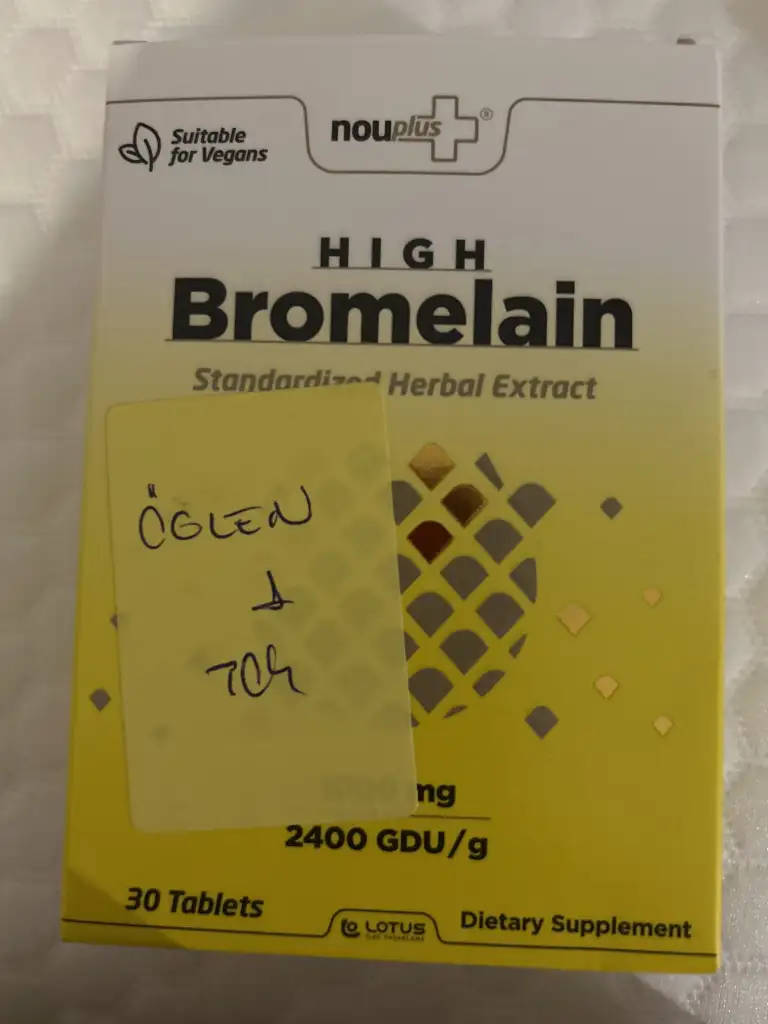 Suitable
for Vegans
nouplus®
HIGH
Bromelain
Standardized Herbal Extract
ÖGLEN
1
TOK
mg
2400 GDU/g
30 Tablets
LOTUS
Dietary Supplement